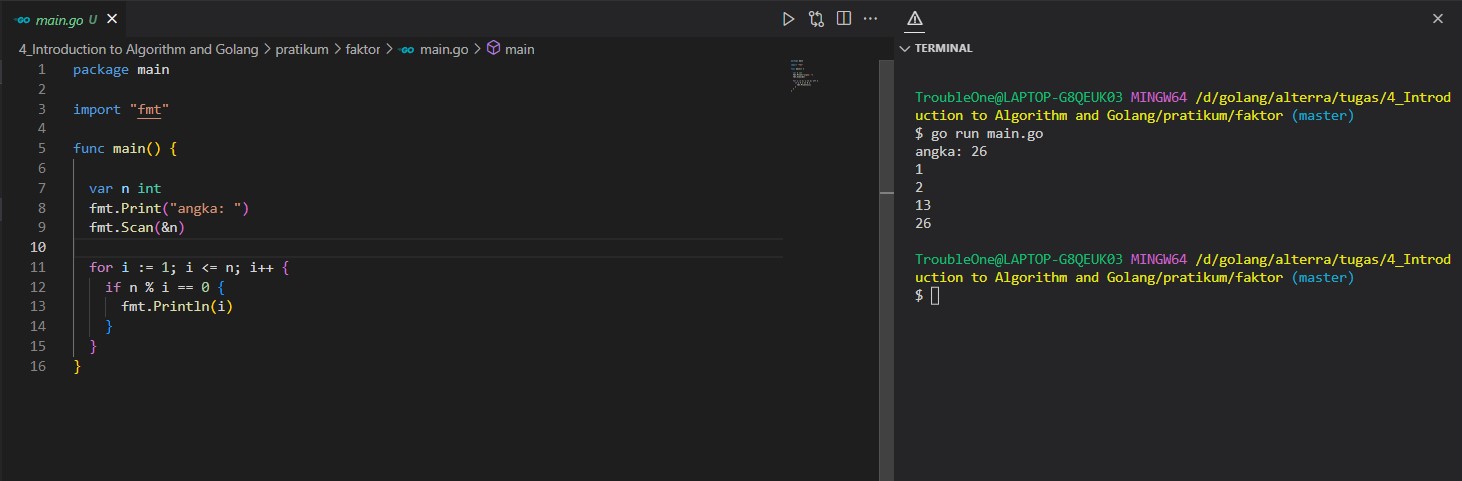 main.go U
4_Introduction to Algorithm and Golang > pratikum > faktor > main.go > main
1 package main
2
3 import "fmt"
4
5 func main() {
6
7 var n int
8 fmt.Print("angka: ")
9 fmt.Scan(&n)
10
11 for i := 1; i <= n; i++ {
12 if n % i == 0 {
13 fmt.Println(i)
14 }
15 }
16 }
TERMINAL
TroubleOne@LAPTOP-G8QEUK03 MINGW64 /d/golang/alterra/tugas/4_Introd
uction to Algorithm and Golang/pratikum/faktor (master)
$ go run main.go
angka: 26
1
2
13
26
TroubleOne@LAPTOP-G8QEUK03 MINGW64 /d/golang/alterra/tugas/4_Introd
uction to Algorithm and Golang/pratikum/faktor (master)
$